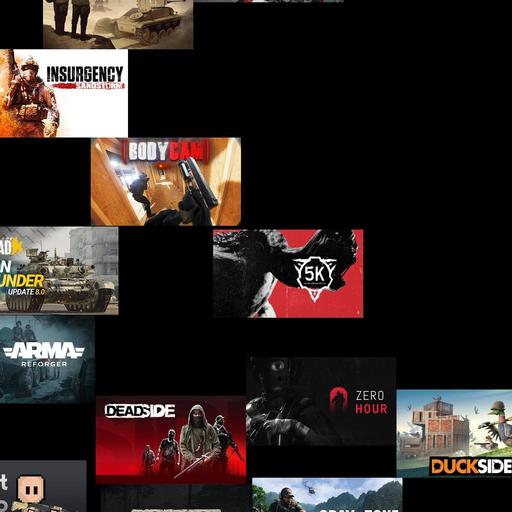 INSURGENCY
SANDSTORM
BODYCAM
UNDER
UPDATE 8.0
5K
ARMA
REFORGER
ZERO
HOUR
DEADSIDE
DUCKSIDE